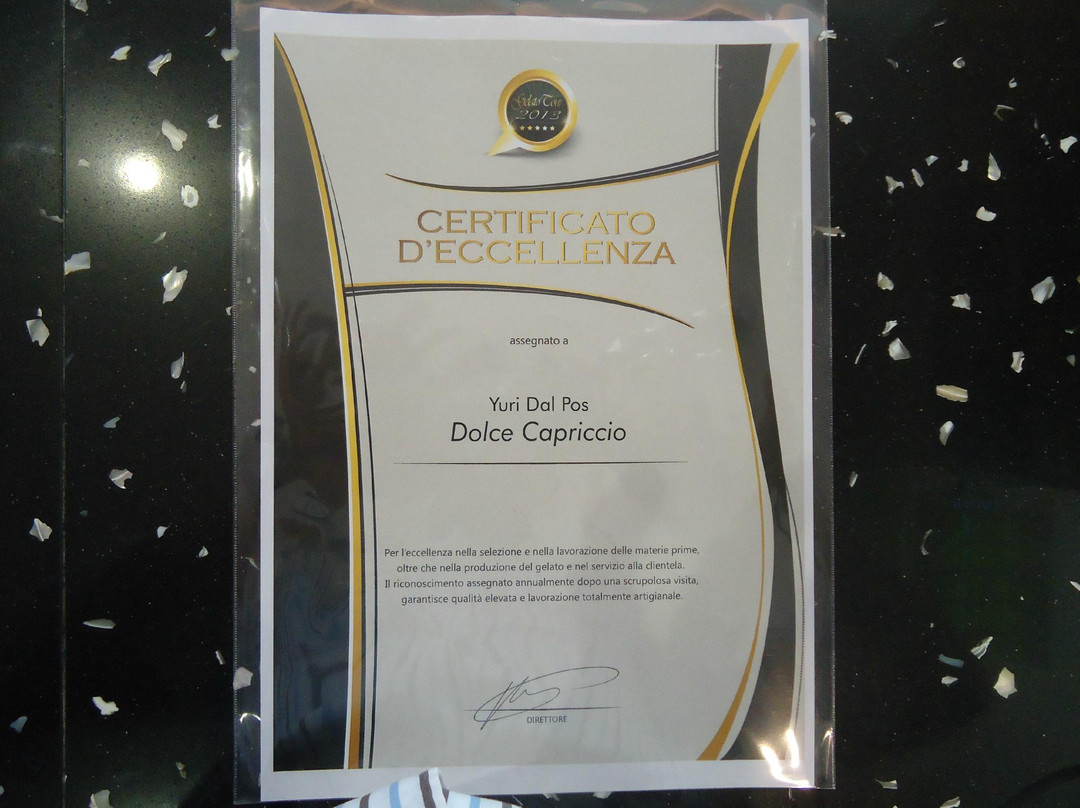 Gelato Tour
2013
CERTIFICATO
D'ECCELLENZA
assegnato a
Yuri Dal Pos
Dolce Capriccio
Per l'eccellenza nella selezione e nella lavorazione delle materie prime,
oltre che nella produzione del gelato e nel servizio alla clientela.
Il riconoscimento assegnato annualmente dopo una scrupolosa visita,
garantisce qualità elevata e lavorazione totalmente artigianale.
DIRETTORE